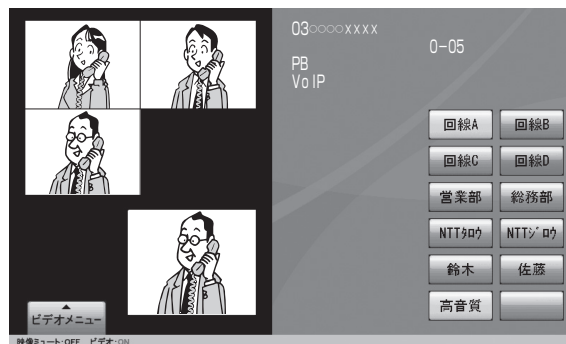 03○○○○xxxx
0-05
PB
VoIP
回線A 回線B
回線C 回線D
営業部 総務部
NTTﾀﾛｳ NTTｼﾞﾛｳ
鈴木 佐藤
高音質
ビデオメニュー
映像ミュート:OFF ビデオ:ON